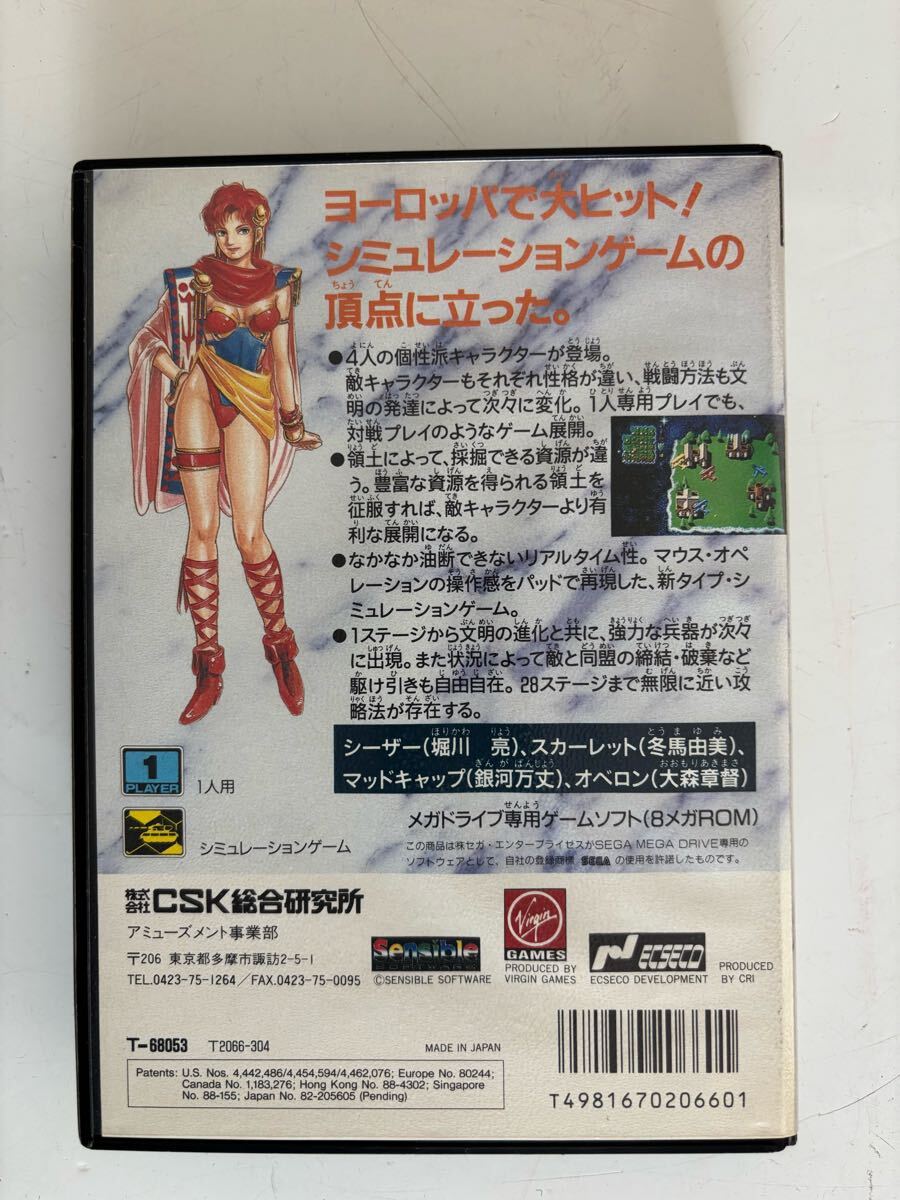 ヨーロッパで大ヒット!
シミュレーションゲームの
頂点に立った。
●4人の個性派キャラクターが登場。
敵キャラクターもそれぞれ性格が違い、戦闘方法も文
明の発達によって次々に変化。1人専用プレイでも、
対戦プレイのようなゲーム展開。
●領土によって、採掘できる資源が違
う。豊富な資源を得られる領土を
征服すれば、敵キャラクターより有
利な展開になる。
●なかなか油断できないリアルタイム性。マウス・オペ
レーションの操作感をパッドで再現した、新タイプ・シ
ミュレーションゲーム。
●1ステージから文明の進化と共に、強力な兵器が次々
に出現。また状況によって敵と同盟の締結・破棄など
駆け引きも自由自在。28ステージまで無限に近い攻
略法が存在する。
シーザー(堀川 亮)、スカーレット(冬馬由美)、
マッドキャップ(銀河万丈)、オベロン(大森章督)
1
PLAYER
1人用
メガドライブ専用ゲームソフト(8メガROM)
シミュレーションゲーム
この商品は株セガ・エンタープライゼスがSEGA MEGA DRIVE専用の
ソフトウェアとして、自社の登録商標 SEGA の使用を許諾したものです。
株式会社 CSK総合研究所
アミューズメント事業部
〒206 東京都多摩市諏訪2-5-1
TEL.0423-75-1264/FAX.0423-75-0095
Sensible
SOFTWARE
©SENSIBLE SOFTWARE
Virgin
GAMES
PRODUCED BY
VIRGIN GAMES
ECSECO
ECSECO DEVELOPMENT
PRODUCED
BY CRI
T-68053 T2066-304
MADE IN JAPAN
Patents: U.S. Nos. 4,442,486/4,454,594/4,462,076; Europe No. 80244;
Canada No. 1,183,276; Hong Kong No. 88-4302; Singapore
No. 88-155; Japan No. 82-205605 (Pending)
T4981670206601